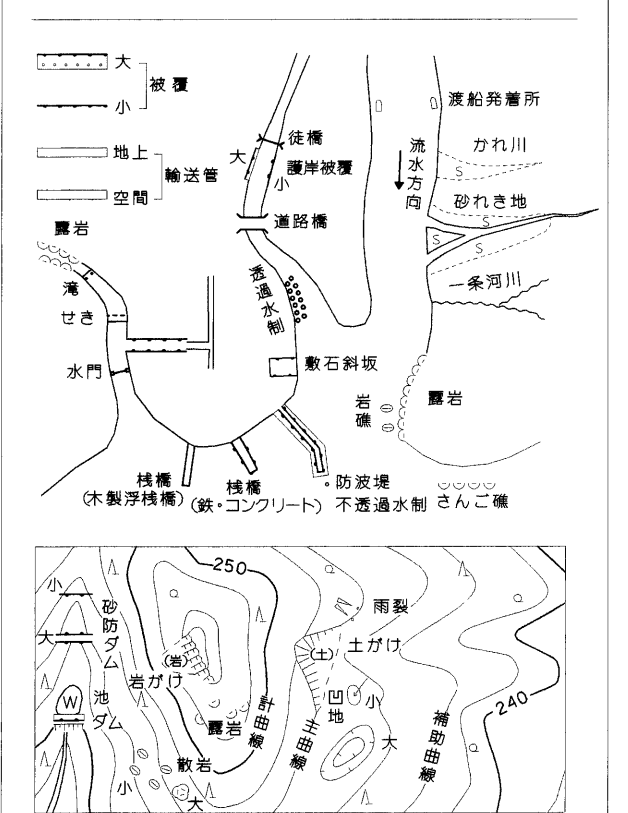 大
被覆
小
地上
輸送管
空間
徒橋
大
護岸被覆
小
道路橋
渡船発着所
流水方向
かれ川
砂れき地
S
S
S
一条河川
露岩
滝
せき
水門
透過水制
敷石斜坂
岩礁
露岩
桟橋
(木製浮桟橋)
桟橋
(鉄・コンクリート)
防波堤
不透過水制
さんご礁
小
砂防ダム
大
W
池
ダム
250
(岩)
岩がけ
露岩
散岩
小
大
計曲線
主曲線
雨裂
(土)
土がけ
凹地
小
大
補助曲線
240